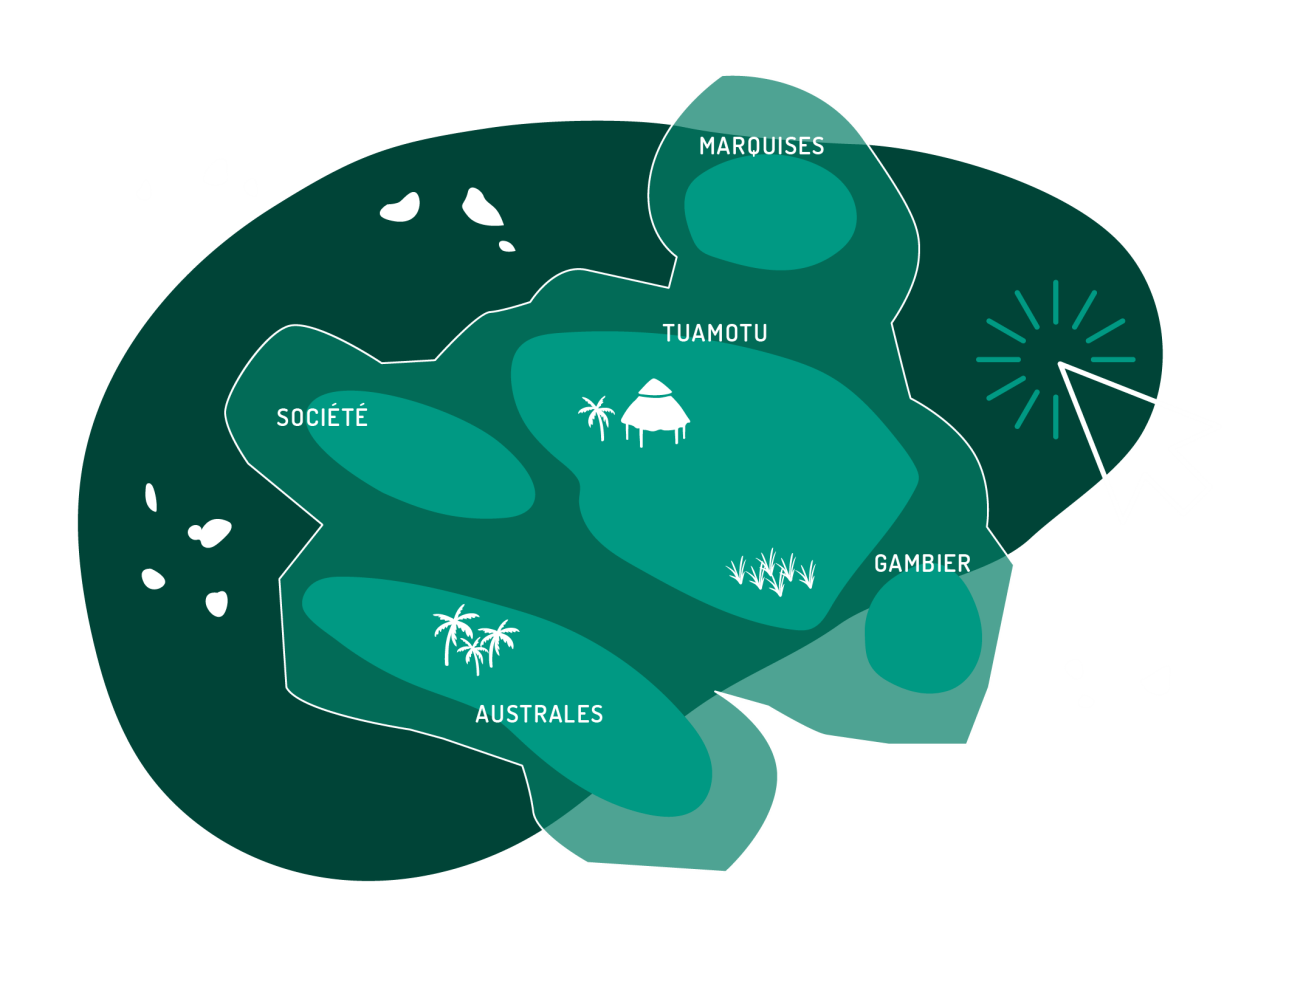 MARQUISES
TUAMOTU
SOCIÉTÉ
GAMBIER
AUSTRALES